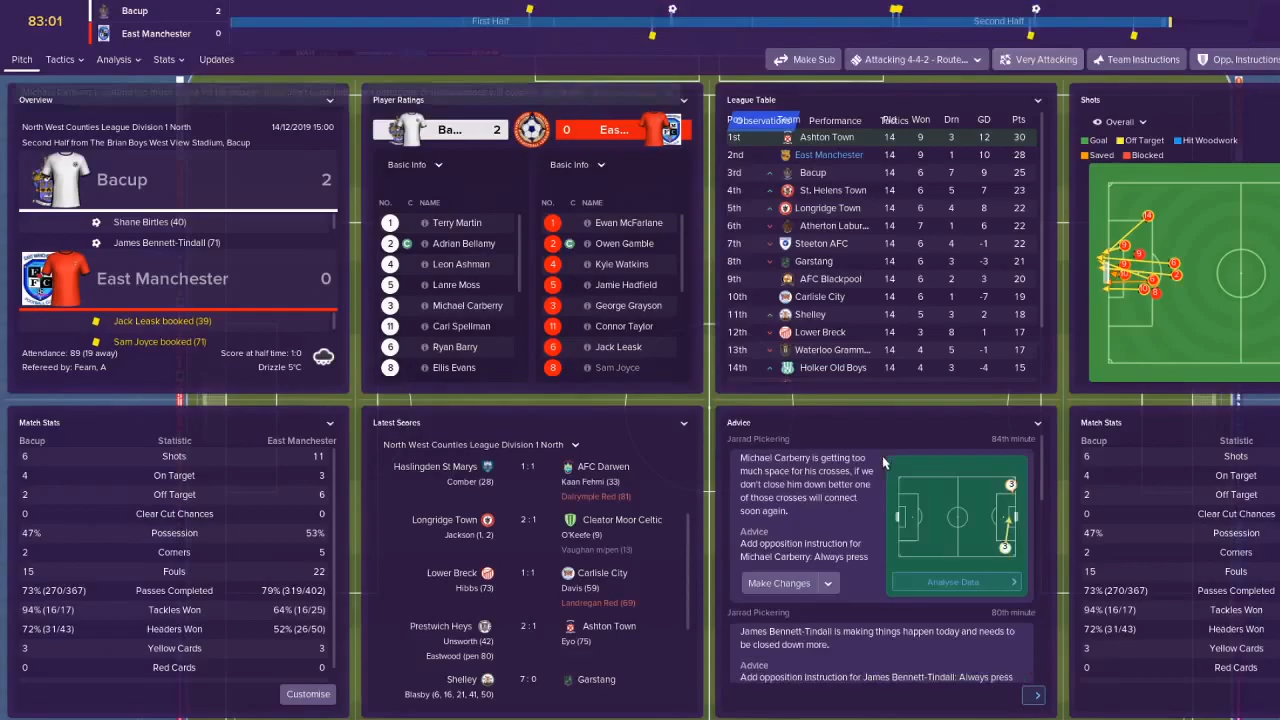 83:01
Bacup 2
East Manchester 0
First Half
Second Half
Pitch Tactics Analysis Stats Updates
Make Sub Attacking 4-4-2 - Route... Very Attacking Team Instructions Opp. Instructions
Overview
North West Counties League Division 1 North 14/12/2019 15:00
Second Half from The Brian Boys West View Stadium, Bacup
Bacup 2
Shane Birtles (40)
James Bennett-Tindall (71)
East Manchester 0
Jack Leask booked (39)
Sam Joyce booked (71)
Attendance: 89 (19 away) Score at half time: 1:0
Refereed by: Fearn, A Drizzle 5°C
Player Ratings
Ba... 2
0 Eas...
Basic Info Basic Info
NO. C NAME NO. C NAME
1 Terry Martin 1 Ewan McFarlane
2 C Adrian Bellamy 2 C Owen Gamble
4 Leon Ashman 4 Kyle Watkins
5 Lanre Moss 5 Jamie Hadfield
3 Michael Carberry 3 George Grayson
11 Carl Spellman 11 Connor Taylor
6 Ryan Barry 6 Jack Leask
8 Ellis Evans 8 Sam Joyce
League Table
Observations Performance Tactics
Team Pld Won Drn GD Pts
1st Ashton Town 14 9 3 12 30
2nd East Manchester 14 9 1 10 28
3rd Bacup 14 6 7 9 25
4th St. Helens Town 14 6 5 7 23
5th Longridge Town 14 6 4 8 22
6th Atherton Labur... 14 7 1 6 22
7th Steeton AFC 14 6 4 -1 22
8th Garstang 14 6 3 -3 21
9th AFC Blackpool 14 6 2 3 20
10th Carlisle City 14 6 1 -7 19
11th Shelley 14 5 3 2 18
12th Lower Breck 14 3 8 1 17
13th Waterloo Gramm... 14 4 5 -1 17
14th Holker Old Boys 14 4 3 -4 15
Shots
Overall
Goal Off Target Hit Woodwork
Saved Blocked
Match Stats
Bacup Statistic East Manchester
6 Shots 11
4 On Target 3
2 Off Target 6
0 Clear Cut Chances 0
47% Possession 53%
2 Corners 5
15 Fouls 22
73% (270/367) Passes Completed 79% (319/402)
94% (16/17) Tackles Won 64% (16/25)
72% (31/43) Headers Won 52% (26/50)
3 Yellow Cards 3
0 Red Cards 0
Customise
Latest Scores
North West Counties League Division 1 North
Haslingden St Marys 1 : 1 AFC Darwen
Comber (28) Kaan Fehmi (33)
Dalrymple Red (81)
Longridge Town 2 : 1 Cleator Moor Celtic
Jackson (1, 2) O'Keefe (9)
Vaughan m/pen (13)
Lower Breck 1 : 1 Carlisle City
Hibbs (73) Davis (59)
Landregan Red (69)
Prestwich Heys 2 : 1 Ashton Town
Unsworth (42) Eyo (75)
Eastwood (pen 80)
Shelley 7 : 0 Garstang
Blasby (6, 16, 21, 41, 50)
Advice
Jarrad Pickering 84th minute
Michael Carberry is getting too
much space for his crosses, if we
don't close him down better one
of those crosses will connect
soon again.
Advice
Add opposition instruction for
Michael Carberry: Always press
Make Changes
3
3
Analyse Data
Jarrad Pickering 80th minute
James Bennett-Tindall is making things happen today and needs to
be closed down more.
Advice
Add opposition instruction for James Bennett-Tindall: Always press
Match Stats
Bacup Statistic
6 Shots
4 On Target
2 Off Target
0 Clear Cut Chances
47% Possession
2 Corners
15 Fouls
73% (270/367) Passes Completed
94% (16/17) Tackles Won
72% (31/43) Headers Won
3 Yellow Cards
0 Red Cards